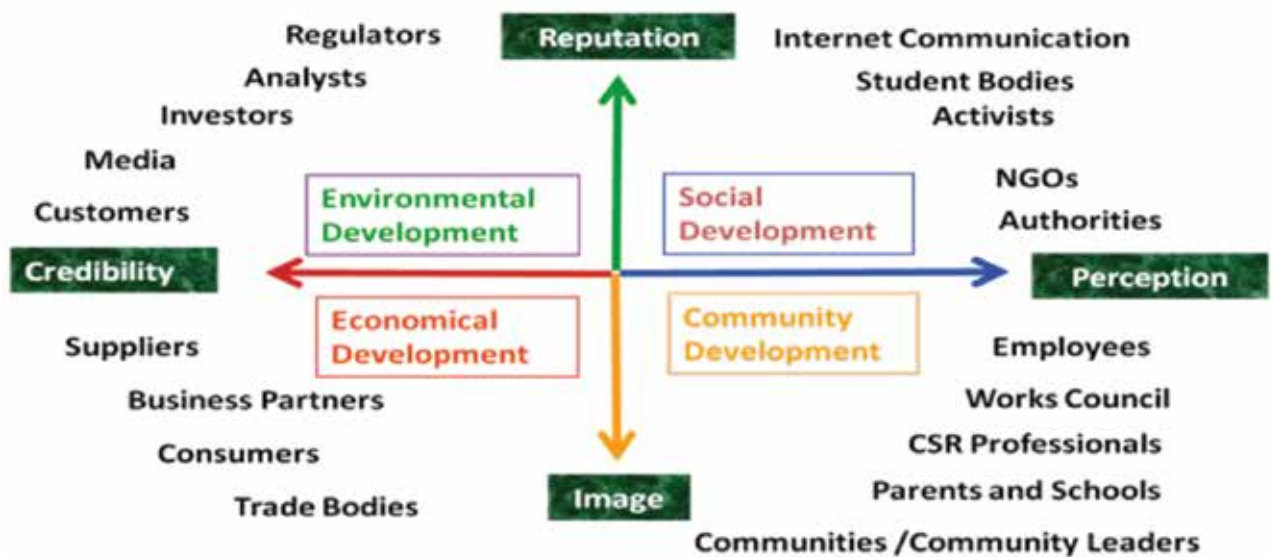 Regulators
Reputation
Internet Communication
Analysts
Student Bodies
Investors
Activists
Media
NGOs
Customers
Authorities
Environmental
Development
Social
Development
Credibility
Perception
Economical
Development
Community
Development
Suppliers
Employees
Business Partners
Works Council
Consumers
CSR Professionals
Image
Parents and Schools
Trade Bodies
Communities /Community Leaders